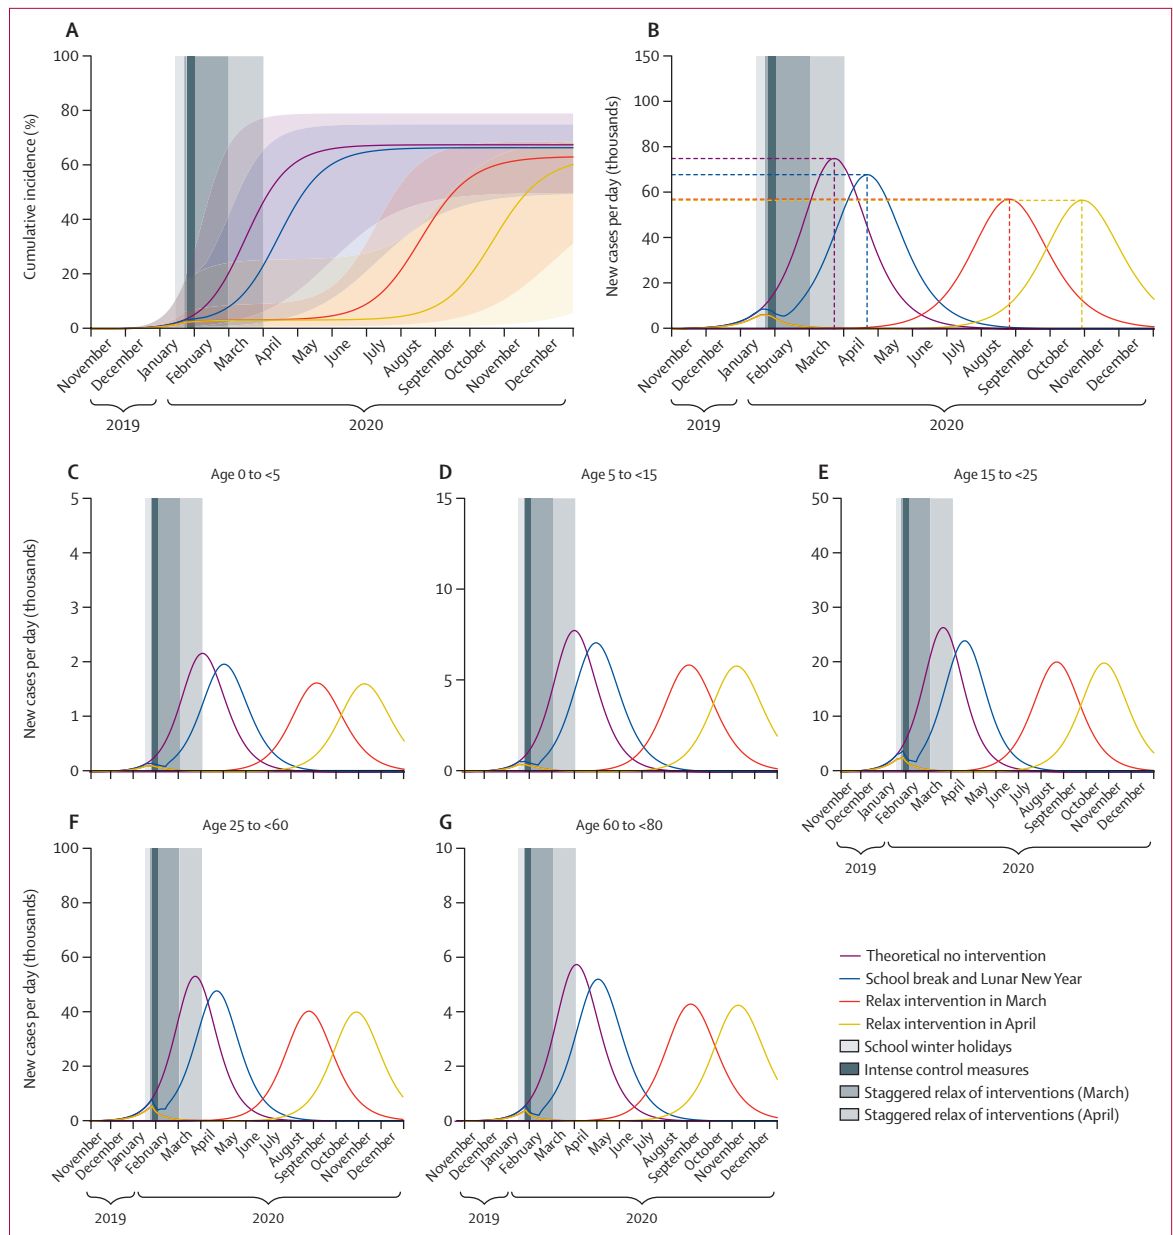 A
100
80
60
40
20
0
Cumulative incidence (%)
November
December
January
February
March
April
May
June
July
August
September
October
November
December
2019
2020
B
150
100
80
60
40
20
0
New cases per day (thousands)
November
December
January
February
March
April
May
June
July
August
September
October
November
December
2019
2020
C
Age 0 to <5
5
4
3
2
1
0
New cases per day (thousands)
D
Age 5 to <15
15
10
5
0
E
Age 15 to <25
50
40
30
20
10
0
November
December
January
February
March
April
May
June
July
August
September
October
November
December
2019
2020
F
Age 25 to <60
100
80
60
40
20
0
New cases per day (thousands)
November
December
January
February
March
April
May
June
July
August
September
October
November
December
2019
2020
G
Age 60 to <80
10
8
6
4
2
0
November
December
January
February
March
April
May
June
July
August
September
October
November
December
2019
2020
Theoretical no intervention
School break and Lunar New Year
Relax intervention in March
Relax intervention in April
School winter holidays
Intense control measures
Staggered relax of interventions (March)
Staggered relax of interventions (April)